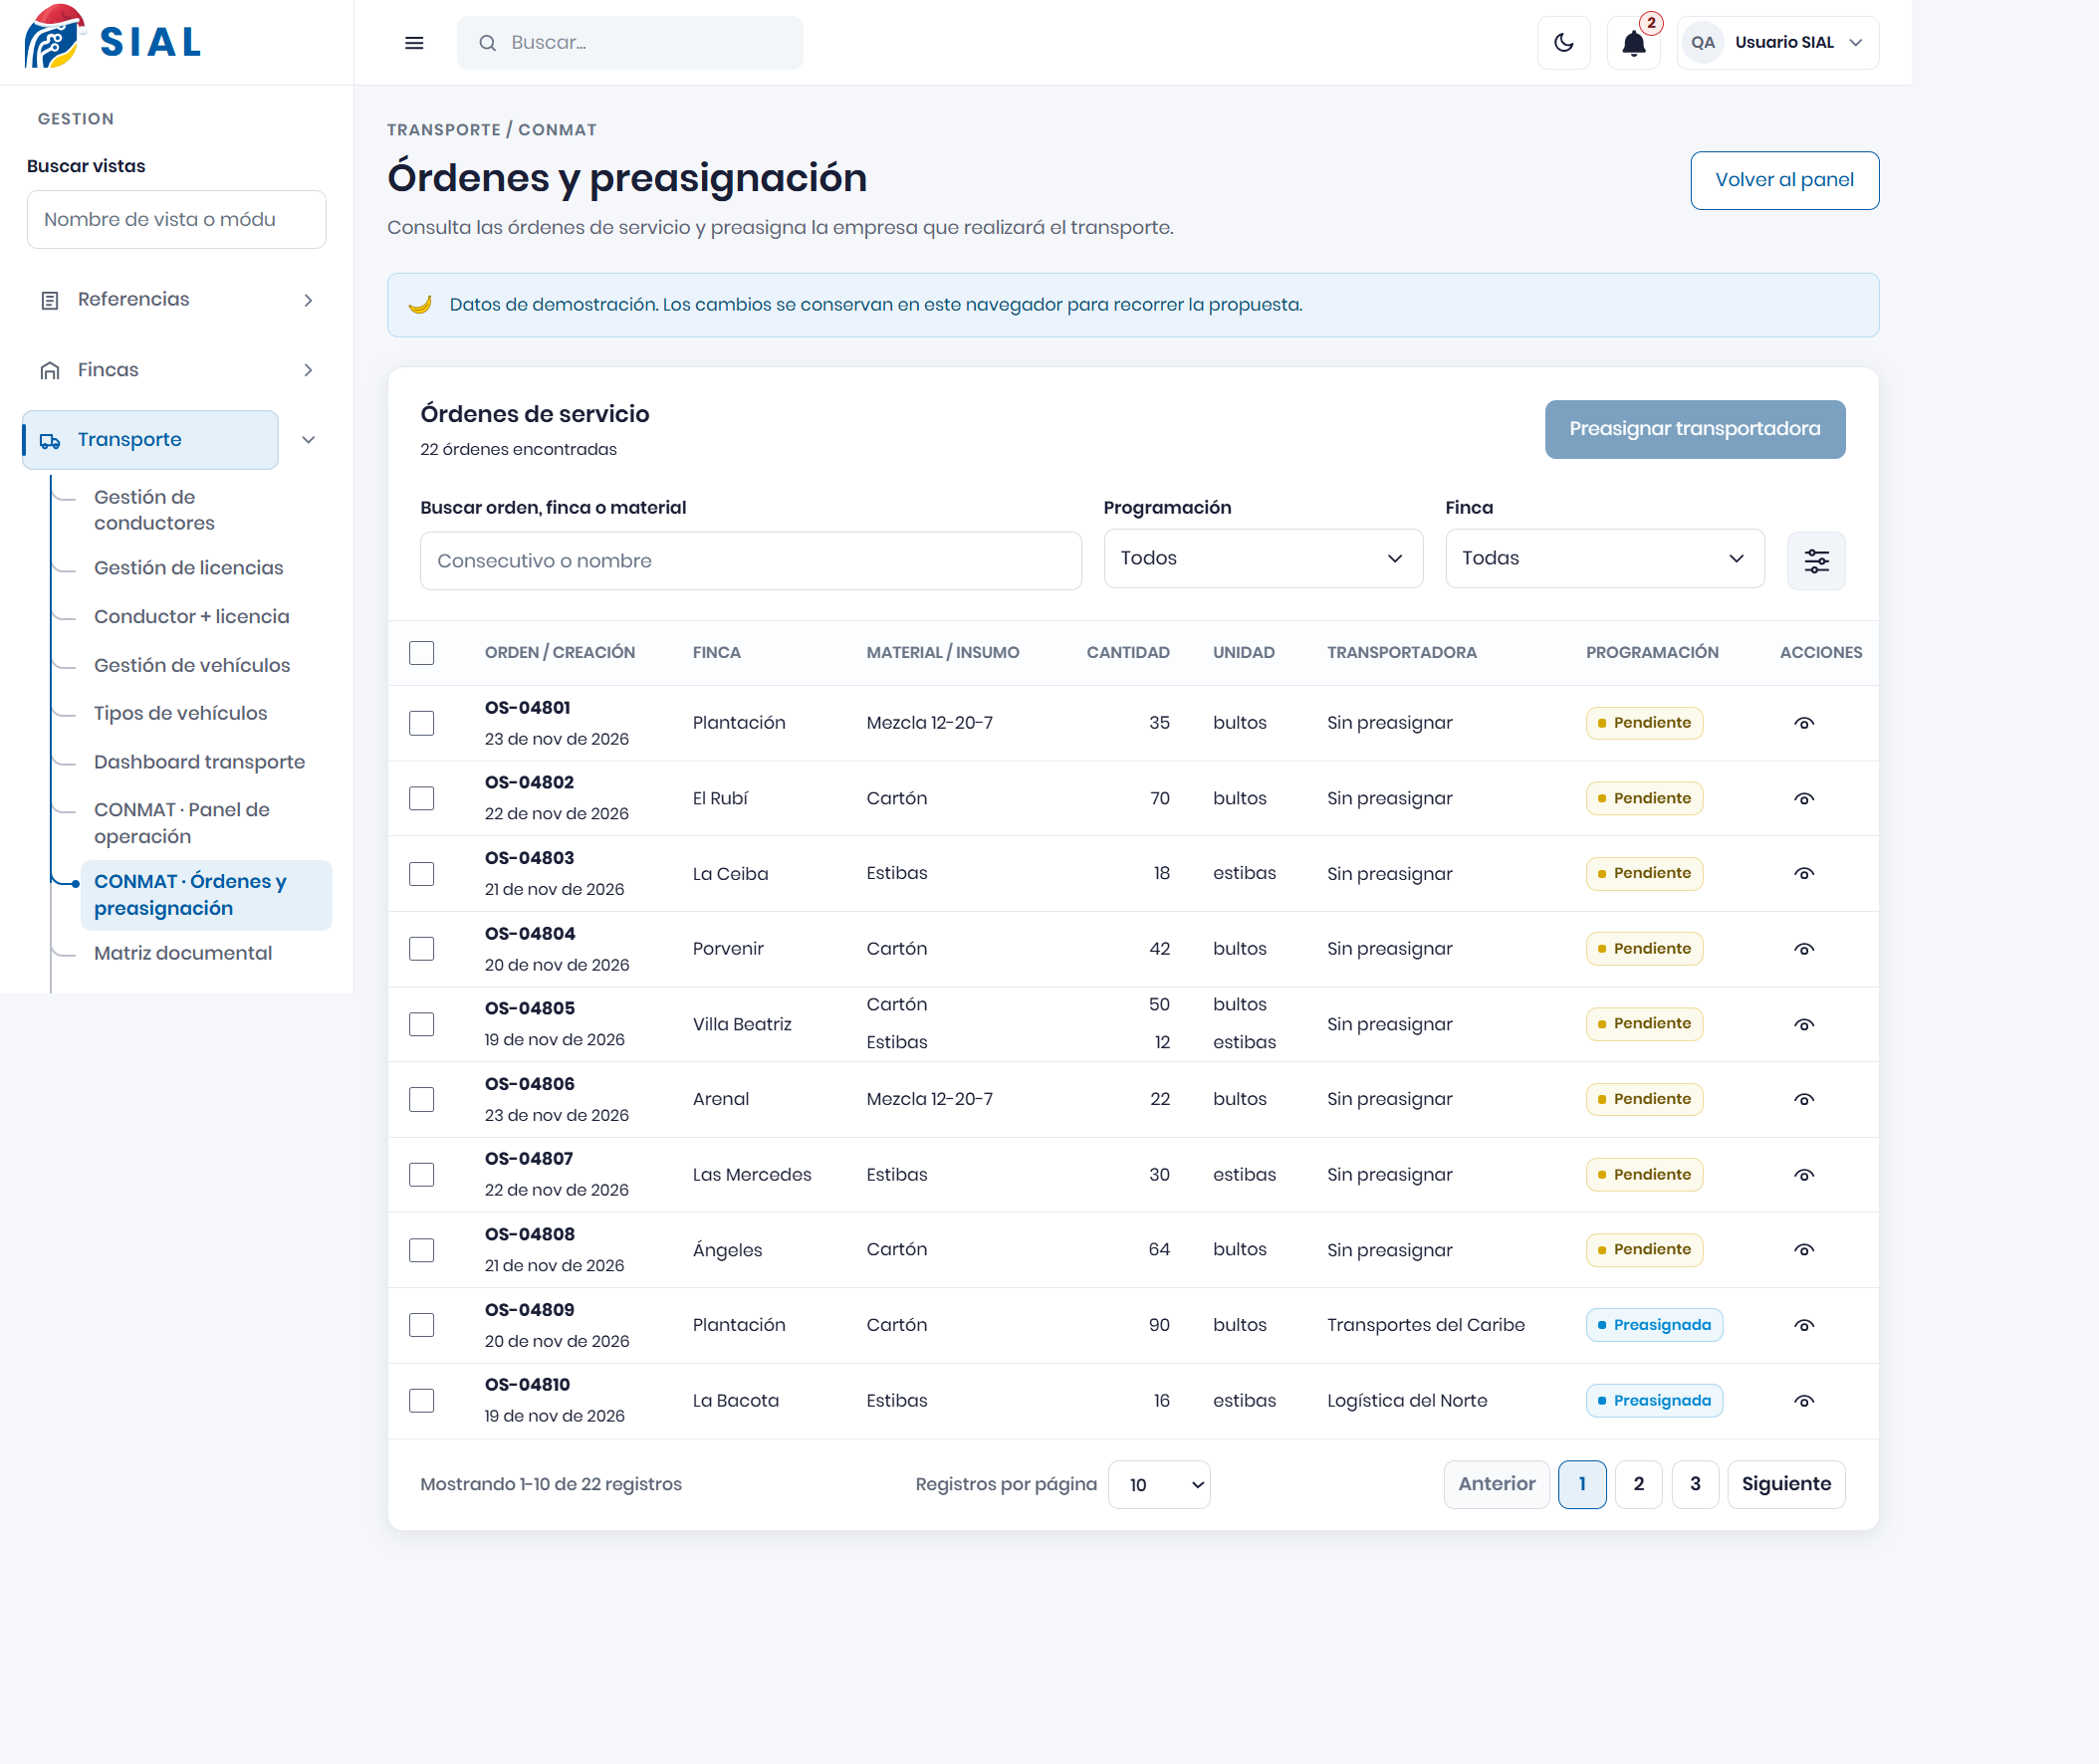 SIAL
Buscar...
2
QA Usuario SIAL
GESTION
Buscar vistas
Nombre de vista o módu
Referencias
Fincas
Transporte
Gestión de
conductores
Gestión de licencias
Conductor + licencia
Gestión de vehículos
Tipos de vehículos
Dashboard transporte
CONMAT · Panel de
operación
CONMAT · Órdenes y
preasignación
Matriz documental
TRANSPORTE / CONMAT
Órdenes y preasignación
Volver al panel
Consulta las órdenes de servicio y preasigna la empresa que realizará el transporte.
Datos de demostración. Los cambios se conservan en este navegador para recorrer la propuesta.
Órdenes de servicio
22 órdenes encontradas
Preasignar transportadora
Buscar orden, finca o material Programación Finca
Consecutivo o nombre Todos Todas
ORDEN / CREACIÓN FINCA MATERIAL / INSUMO CANTIDAD UNIDAD TRANSPORTADORA PROGRAMACIÓN ACCIONES
OS-04801
23 de nov de 2026
Plantación Mezcla 12-20-7 35 bultos Sin preasignar Pendiente
OS-04802
22 de nov de 2026
El Rubí Cartón 70 bultos Sin preasignar Pendiente
OS-04803
21 de nov de 2026
La Ceiba Estibas 18 estibas Sin preasignar Pendiente
OS-04804
20 de nov de 2026
Porvenir Cartón 42 bultos Sin preasignar Pendiente
OS-04805
19 de nov de 2026
Villa Beatriz
Cartón 50 bultos
Estibas 12 estibas
Sin preasignar Pendiente
OS-04806
23 de nov de 2026
Arenal Mezcla 12-20-7 22 bultos Sin preasignar Pendiente
OS-04807
22 de nov de 2026
Las Mercedes Estibas 30 estibas Sin preasignar Pendiente
OS-04808
21 de nov de 2026
Ángeles Cartón 64 bultos Sin preasignar Pendiente
OS-04809
20 de nov de 2026
Plantación Cartón 90 bultos Transportes del Caribe Preasignada
OS-04810
19 de nov de 2026
La Bacota Estibas 16 estibas Logística del Norte Preasignada
Mostrando 1-10 de 22 registros Registros por página 10 Anterior 1 2 3 Siguiente